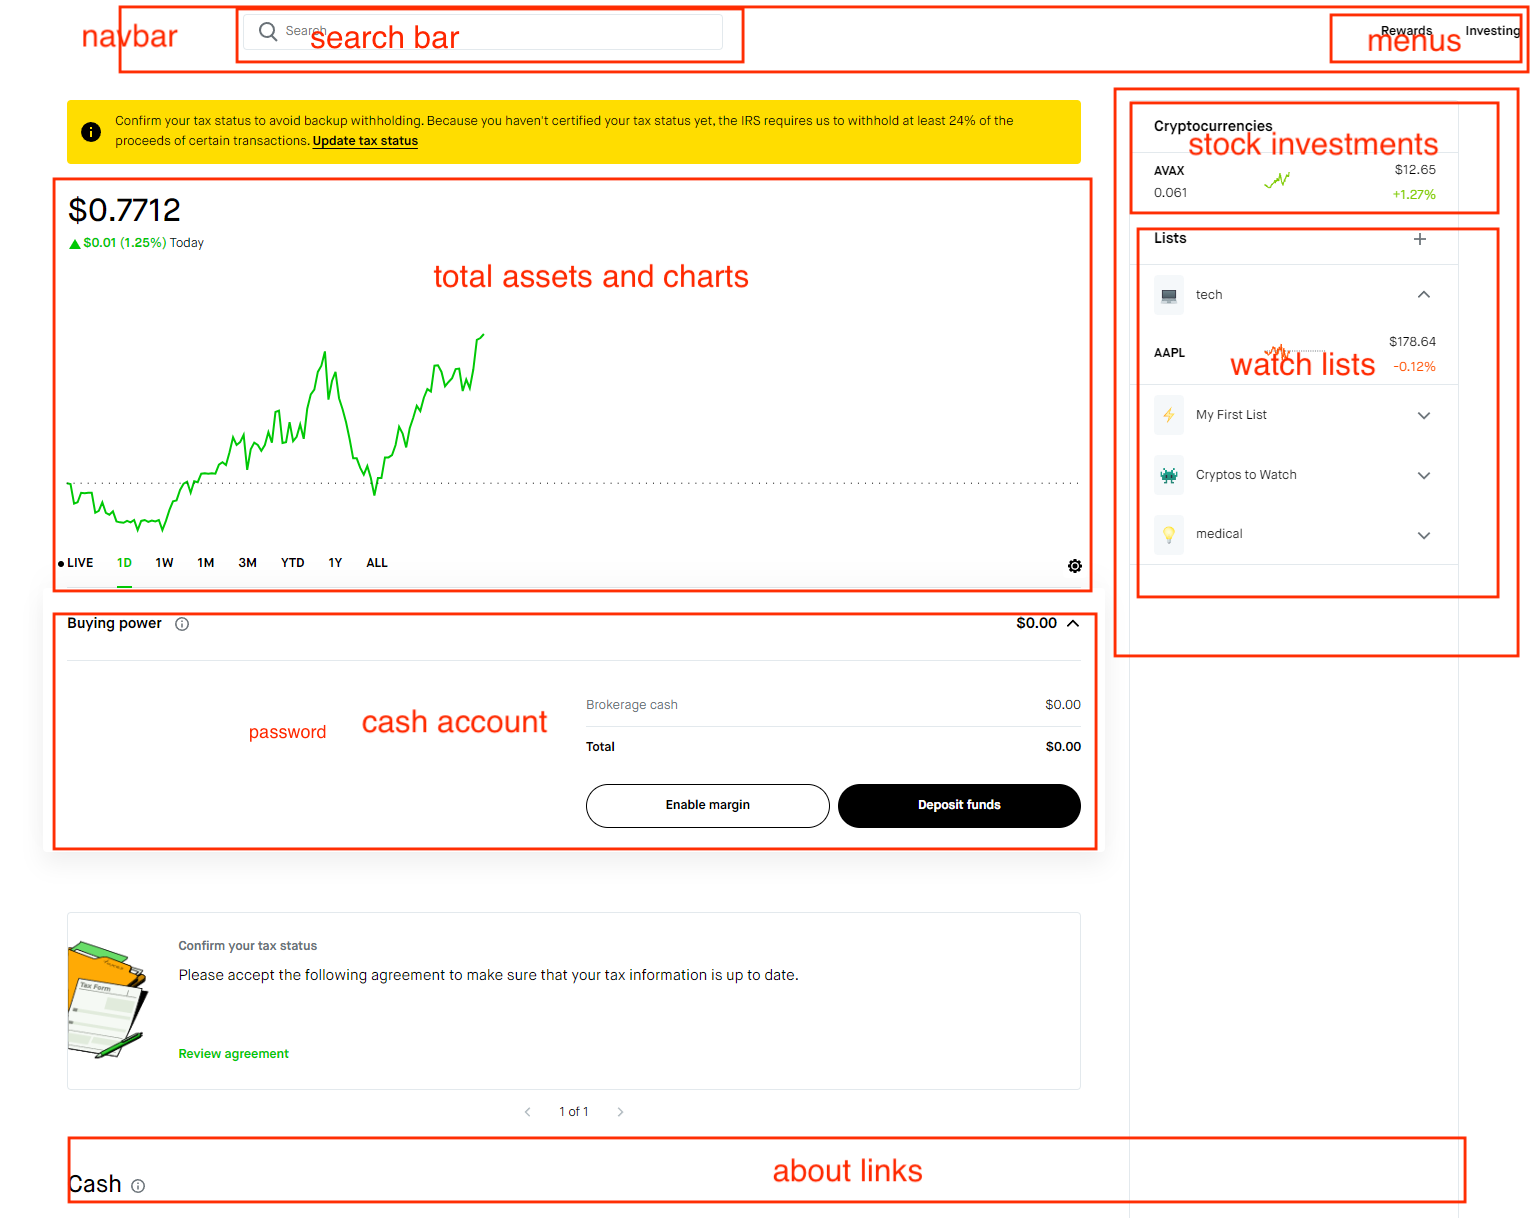 navbar
Search
search bar
Rewards
Investing
menus
Confirm your tax status to avoid backup withholding. Because you haven't certified your tax status yet, the IRS requires us to withhold at least 24% of the
proceeds of certain transactions. Update tax status
$0.7712
$0.01 (1.25%) Today
total assets and charts
LIVE 1D 1W 1M 3M YTD 1Y ALL
Cryptocurrencies
stock investments
AVAX $12.65
0.061 +1.27%
Lists
tech
AAPL $178.64
watch lists -0.12%
My First List
Cryptos to Watch
medical
Buying power $0.00
Brokerage cash $0.00
password
cash account
Total $0.00
Enable margin
Deposit funds
Tax Form
Confirm your tax status
Please accept the following agreement to make sure that your tax information is up to date.
Review agreement
1 of 1
about links
Cash